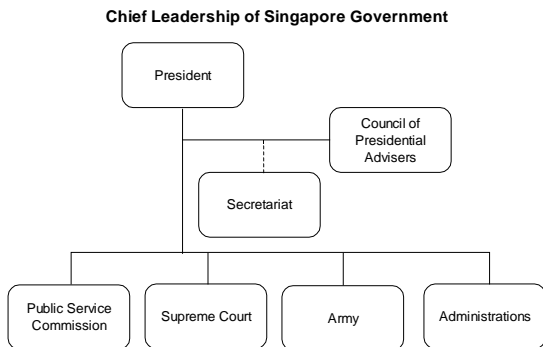 Chief Leadership of Singapore Government
President
Council of
Presidential
Advisers
Secretariat
Public Service
Commission
Supreme Court
Army
Administrations